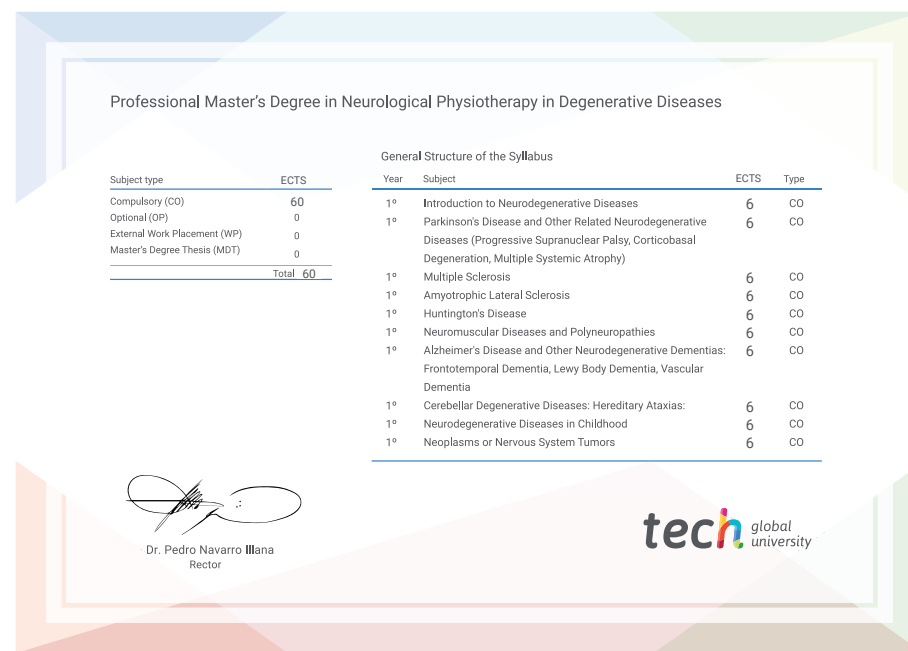 Professional Master's Degree in Neurological Physiotherapy in Degenerative Diseases
Subject type ECTS
Compulsory (CO) 60
Optional (OP) 0
External Work Placement (WP) 0
Master's Degree Thesis (MDT) 0
Total 60
General Structure of the Syllabus
Year Subject ECTS Type
1º Introduction to Neurodegenerative Diseases 6 CO
1º Parkinson's Disease and Other Related Neurodegenerative 6 CO
Diseases (Progressive Supranuclear Palsy, Corticobasal
Degeneration, Multiple Systemic Atrophy)
1º Multiple Sclerosis 6 CO
1º Amyotrophic Lateral Sclerosis 6 CO
1º Huntington's Disease 6 CO
1º Neuromuscular Diseases and Polyneuropathies 6 CO
1º Alzheimer's Disease and Other Neurodegenerative Dementias: 6 CO
Frontotemporal Dementia, Lewy Body Dementia, Vascular
Dementia
1º Cerebellar Degenerative Diseases: Hereditary Ataxias: 6 CO
1º Neurodegenerative Diseases in Childhood 6 CO
1º Neoplasms or Nervous System Tumors 6 CO
Dr. Pedro Navarro Illana
Rector
tech global
university